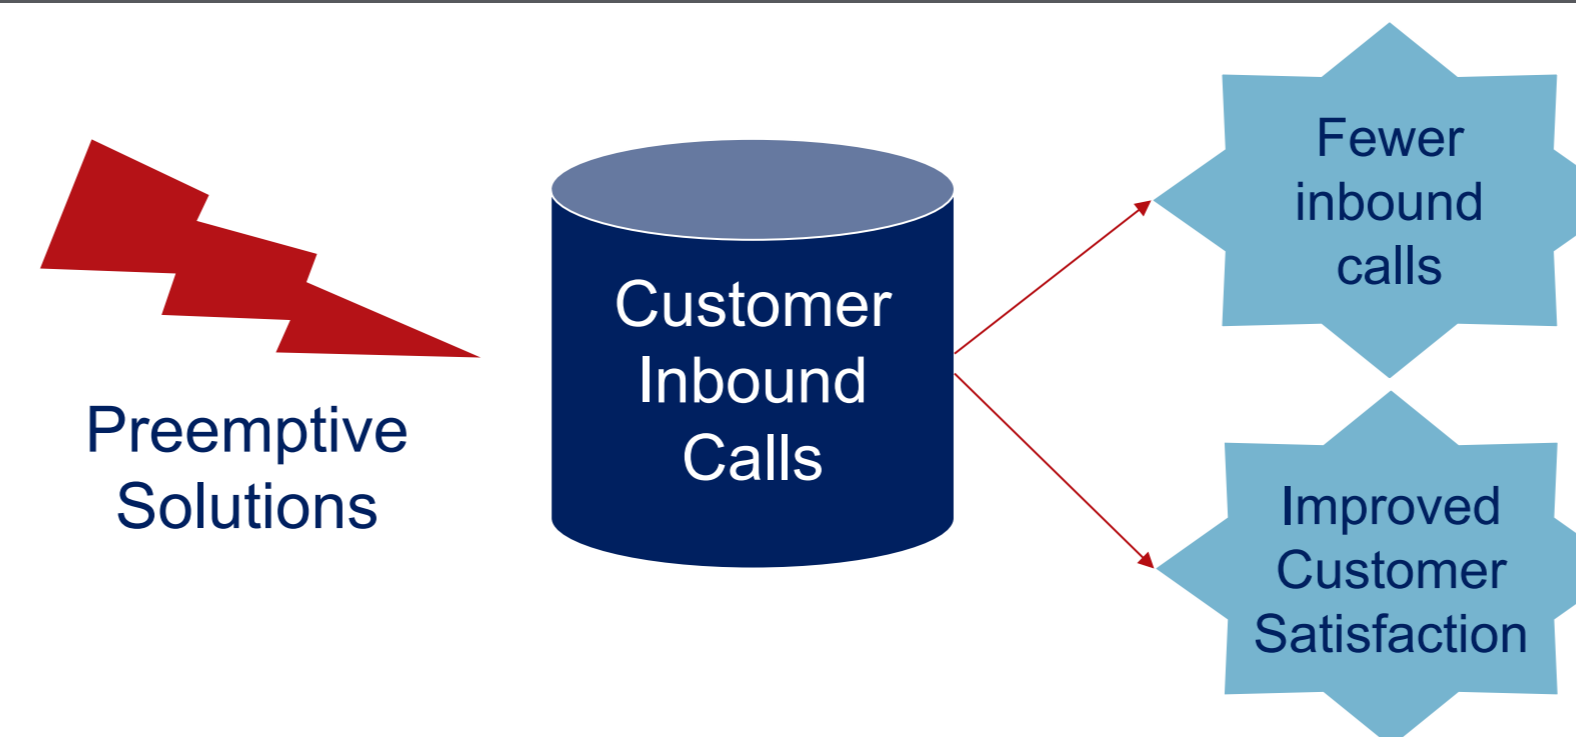 Preemptive
Solutions
Customer
Inbound
Calls
Fewer
inbound
calls
Improved
Customer
Satisfaction